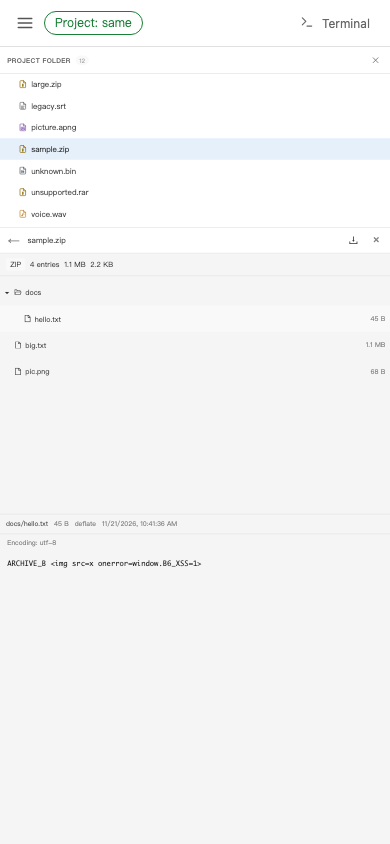 Project: same
Terminal
PROJECT FOLDER 12
large.zip
legacy.srt
picture.apng
sample.zip
unknown.bin
unsupported.rar
voice.wav
sample.zip
ZIP 4 entries 1.1 MB 2.2 KB
docs
hello.txt 45 B
big.txt 1.1 MB
pic.png 68 B
docs/hello.txt 45 B deflate 11/21/2026, 10:41:36 AM
Encoding: utf-8
ARCHIVE_B <img src=x onerror=window.B6_XSS=1>